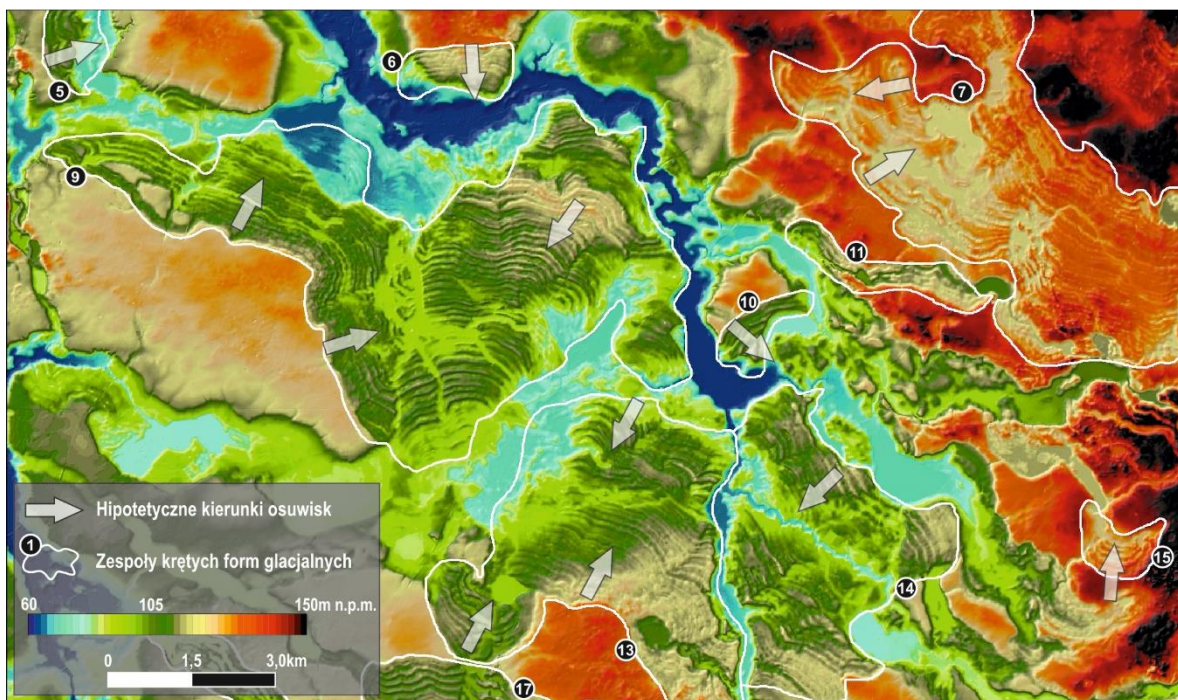 5
6
7
9
10
11
15
14
13
17
Hipotetyczne kierunki osuwisk
1
Zespoły krętych form glacjalnych
60 105 150m n.p.m.
0 1,5 3,0km